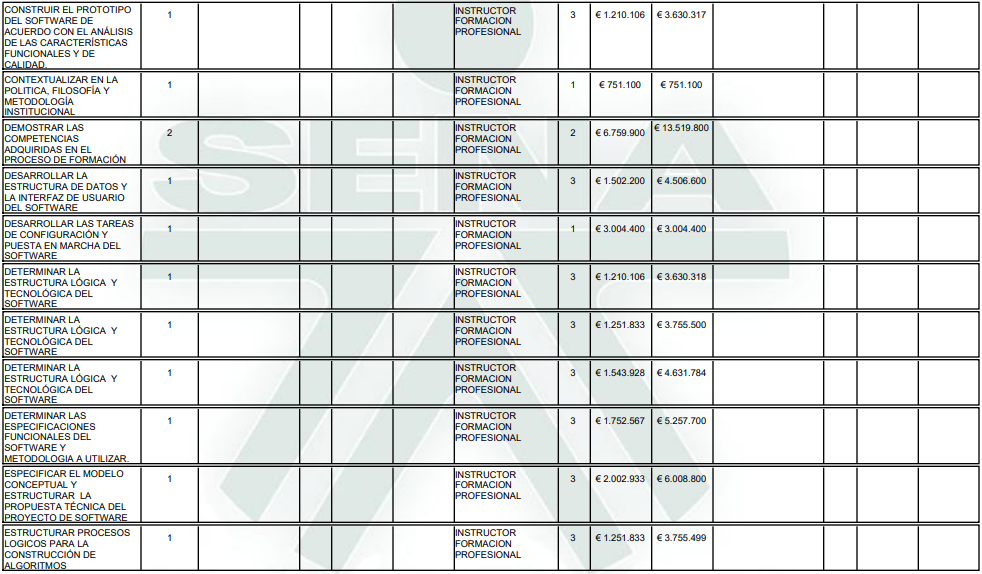 CONSTRUIR EL PROTOTIPO
DEL SOFTWARE DE
ACUERDO CON EL ANÁLISIS
DE LAS CARACTERÍSTICAS
FUNCIONALES Y DE
CALIDAD.
1
INSTRUCTOR
FORMACION
PROFESIONAL
3
€ 1.210.106
€ 3.630.317
CONTEXTUALIZAR EN LA
POLITICA, FILOSOFÍA Y
METODOLOGÍA
INSTITUCIONAL
1
INSTRUCTOR
FORMACION
PROFESIONAL
1
€ 751.100
€ 751.100
DEMOSTRAR LAS
COMPETENCIAS
ADQUIRIDAS EN EL
PROCESO DE FORMACIÓN
2
INSTRUCTOR
FORMACION
PROFESIONAL
2
€ 6.759.900
€ 13.519.800
DESARROLLAR LA
ESTRUCTURA DE DATOS Y
LA INTERFAZ DE USUARIO
DEL SOFTWARE
1
INSTRUCTOR
FORMACION
PROFESIONAL
3
€ 1.502.200
€ 4.506.600
DESARROLLAR LAS TAREAS
DE CONFIGURACIÓN Y
PUESTA EN MARCHA DEL
SOFTWARE
1
INSTRUCTOR
FORMACION
PROFESIONAL
1
€ 3.004.400
€ 3.004.400
DETERMINAR LA
ESTRUCTURA LÓGICA Y
TECNOLÓGICA DEL
SOFTWARE
1
INSTRUCTOR
FORMACION
PROFESIONAL
3
€ 1.210.106
€ 3.630.318
DETERMINAR LA
ESTRUCTURA LÓGICA Y
TECNOLÓGICA DEL
SOFTWARE
1
INSTRUCTOR
FORMACION
PROFESIONAL
3
€ 1.251.833
€ 3.755.500
DETERMINAR LA
ESTRUCTURA LÓGICA Y
TECNOLÓGICA DEL
SOFTWARE
1
INSTRUCTOR
FORMACION
PROFESIONAL
3
€ 1.543.928
€ 4.631.784
DETERMINAR LAS
ESPECIFICACIONES
FUNCIONALES DEL
SOFTWARE Y
METODOLOGIA A UTILIZAR.
1
INSTRUCTOR
FORMACION
PROFESIONAL
3
€ 1.752.567
€ 5.257.700
ESPECIFICAR EL MODELO
CONCEPTUAL Y
ESTRUCTURAR LA
PROPUESTA TÉCNICA DEL
PROYECTO DE SOFTWARE
1
INSTRUCTOR
FORMACION
PROFESIONAL
3
€ 2.002.933
€ 6.008.800
ESTRUCTURAR PROCESOS
LOGICOS PARA LA
CONSTRUCCIÓN DE
ALGORITMOS
1
INSTRUCTOR
FORMACION
PROFESIONAL
3
€ 1.251.833
€ 3.755.499
SENA